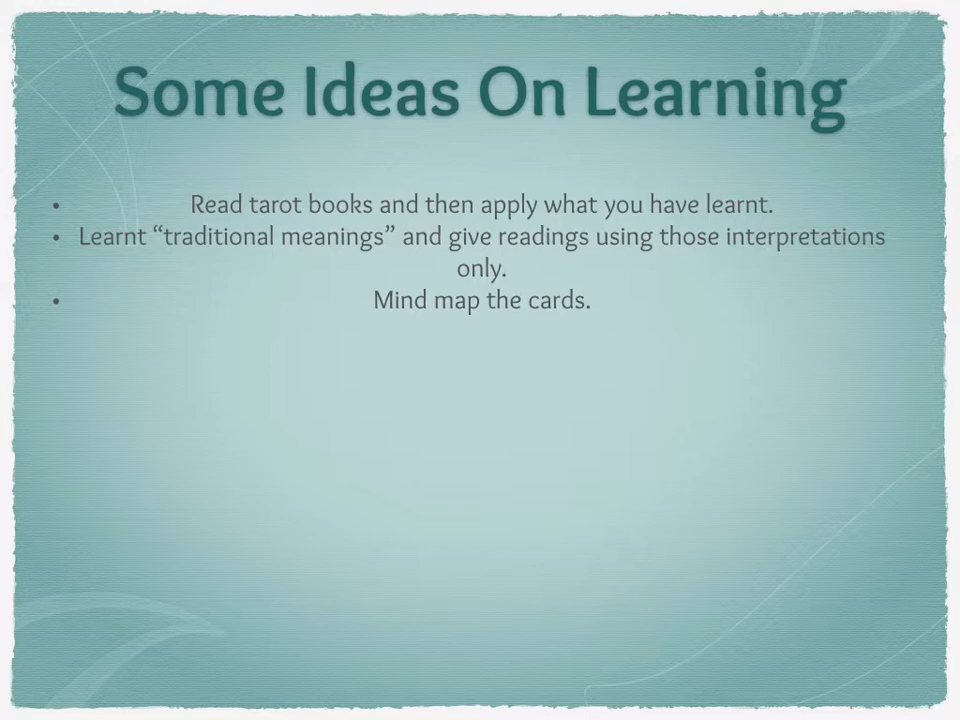 Some Ideas On Learning
• Read tarot books and then apply what you have learnt.
• Learnt “traditional meanings” and give readings using those interpretations
only.
• Mind map the cards.